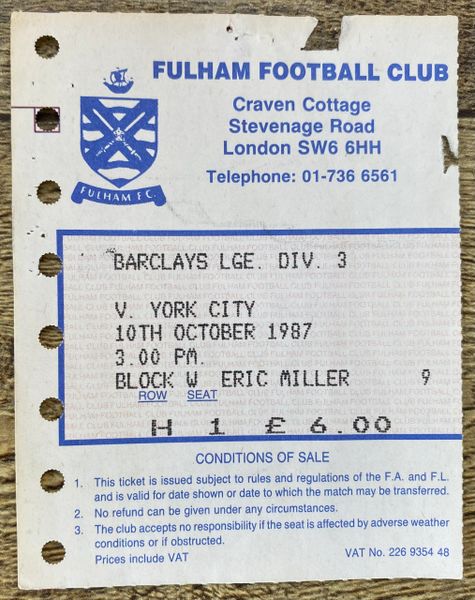 FULHAM FOOTBALL CLUB
Craven Cottage
Stevenage Road
London SW6 6HH
Telephone: 01-736 6561
FULHAM F.C.
BARCLAYS LGE. DIV. 3
V. YORK CITY
10TH OCTOBER 1987
3.00 PM.
BLOCK W ERIC MILLER 9
ROW SEAT
H 1 £ 6.00
CONDITIONS OF SALE
1. This ticket is issued subject to rules and regulations of the F.A. and F.L.
and is valid for date shown or date to which the match may be transferred.
2. No refund can be given under any circumstances.
3. The club accepts no responsibility if the seat is affected by adverse weather
conditions or if obstructed.
Prices include VAT VAT No. 226 9354 48